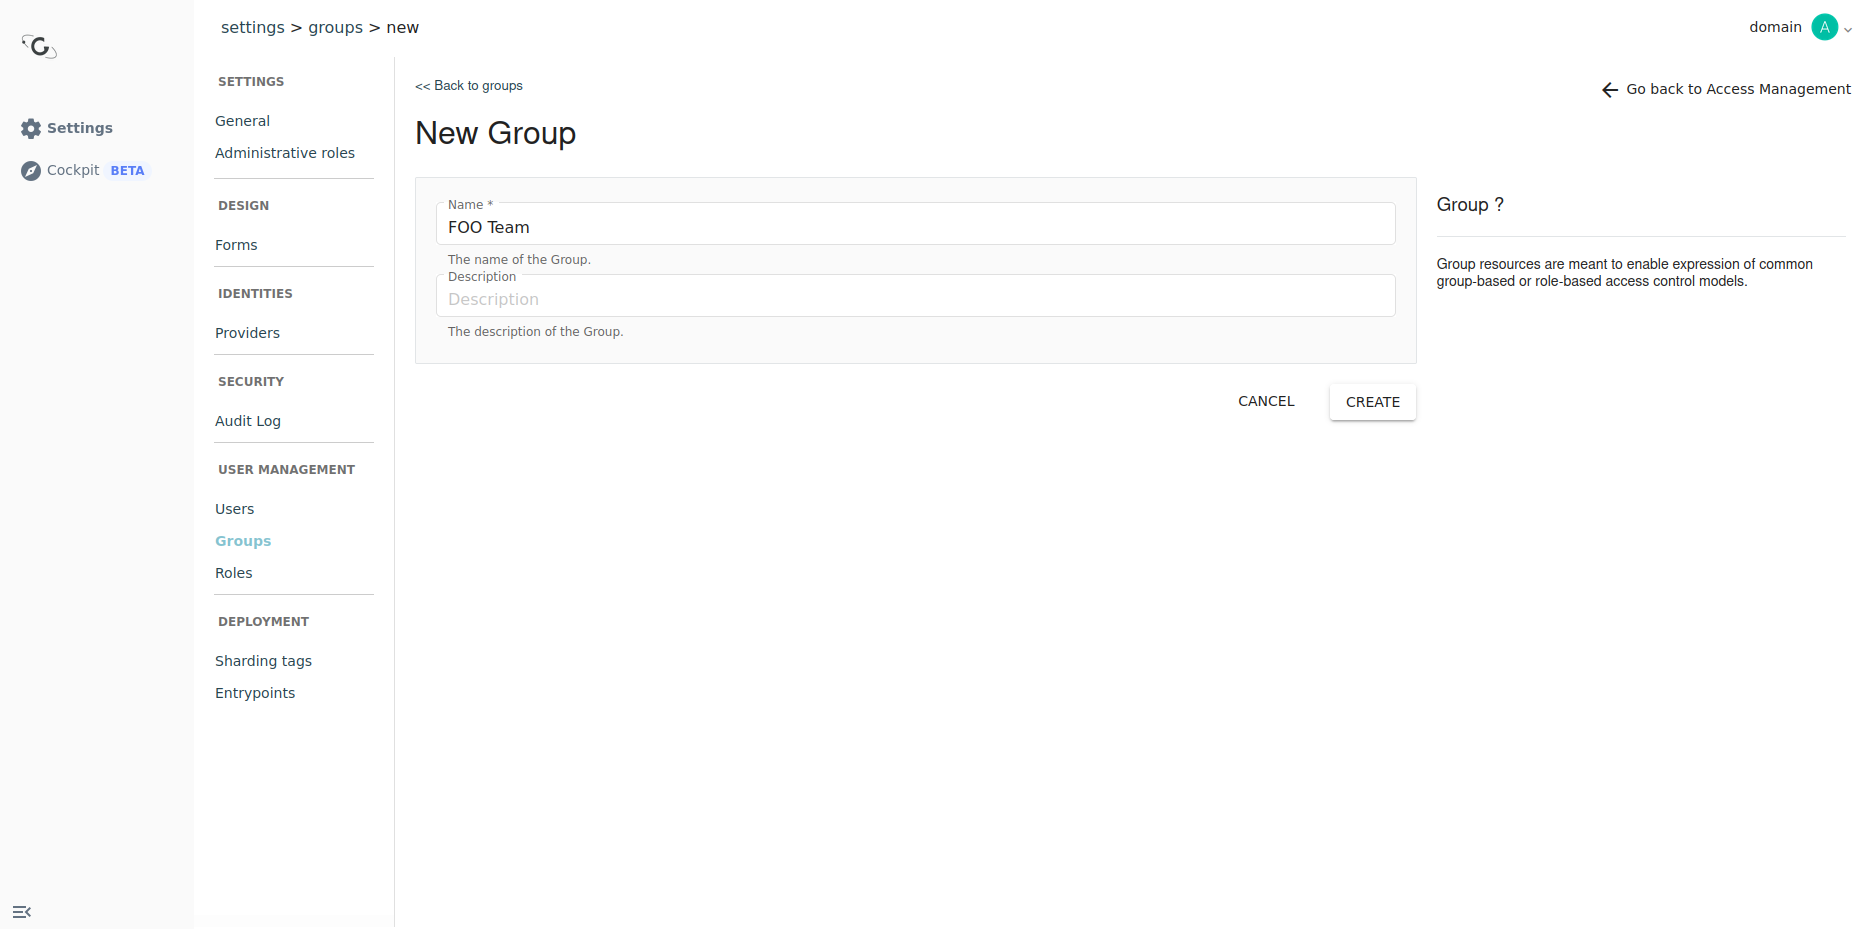 settings > groups > new
domain A
Settings
Cockpit BETA
SETTINGS
General
Administrative roles
DESIGN
Forms
IDENTITIES
Providers
SECURITY
Audit Log
USER MANAGEMENT
Users
Groups
Roles
DEPLOYMENT
Sharding tags
Entrypoints
<< Back to groups
Go back to Access Management
New Group
Name *
FOO Team
The name of the Group.
Description
Description
The description of the Group.
CANCEL
CREATE
Group ?
Group resources are meant to enable expression of common
group-based or role-based access control models.